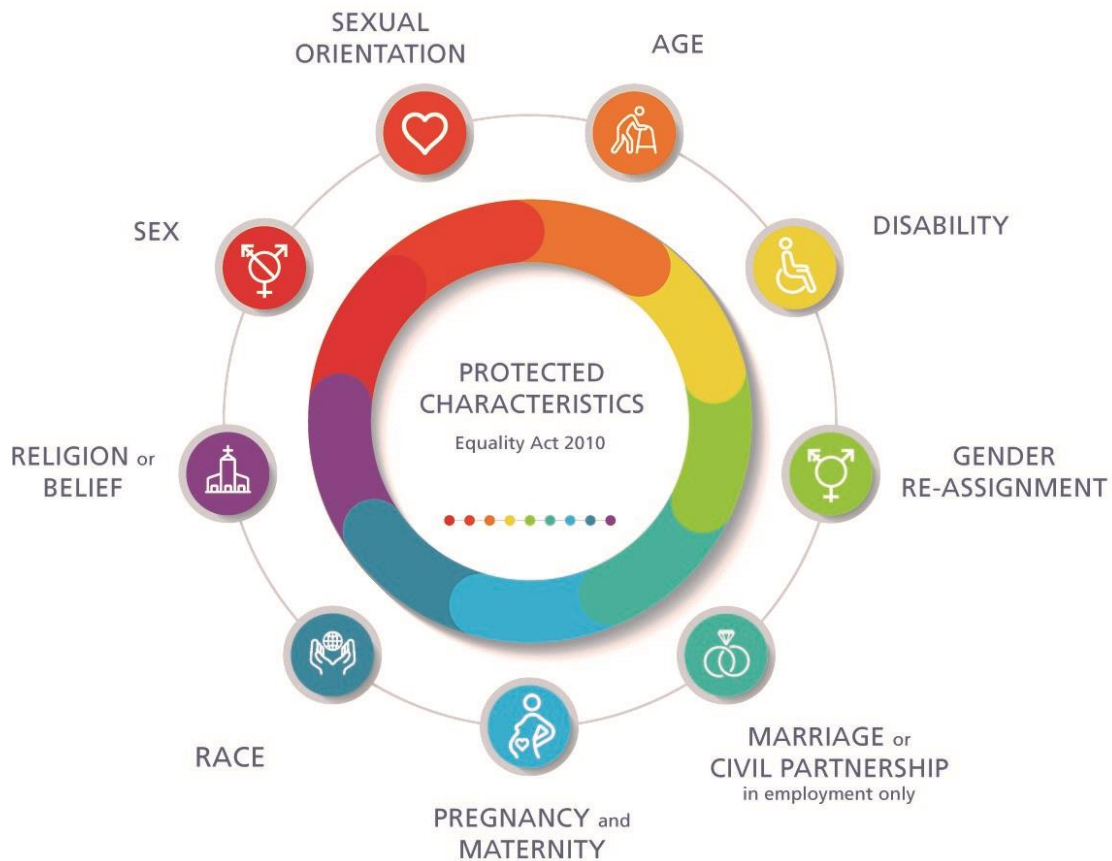 SEXUAL
ORIENTATION
AGE
DISABILITY
GENDER
RE-ASSIGNMENT
MARRIAGE or
CIVIL PARTNERSHIP
in employment only
PREGNANCY and
MATERNITY
RACE
RELIGION or
BELIEF
SEX
PROTECTED
CHARACTERISTICS
Equality Act 2010